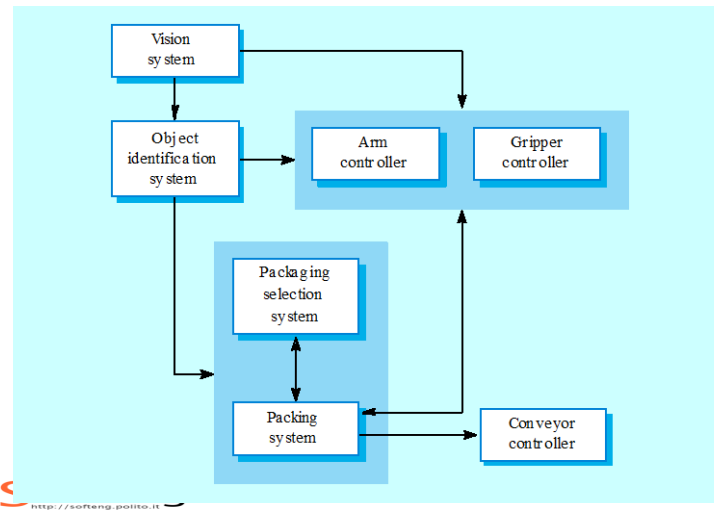 Vision
system
Object
identification
system
Arm
controller
Gripper
controller
Packaging
selection
system
Packing
system
Conveyor
controller
http://softeng.polito.it